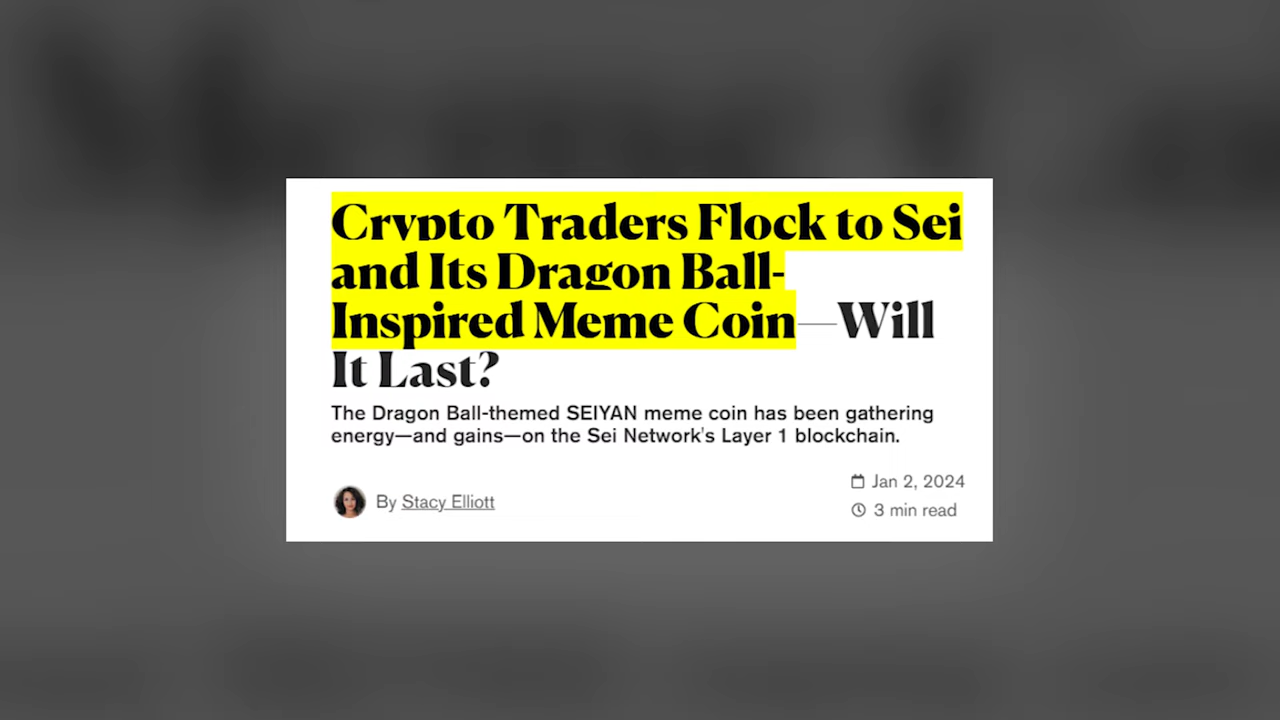 Crypto Traders Flock to Sei
and Its Dragon Ball-
Inspired Meme Coin—Will
It Last?
The Dragon Ball-themed SEIYAN meme coin has been gathering
energy—and gains—on the Sei Network's Layer 1 blockchain.
By Stacy Elliott
Jan 2, 2024
3 min read